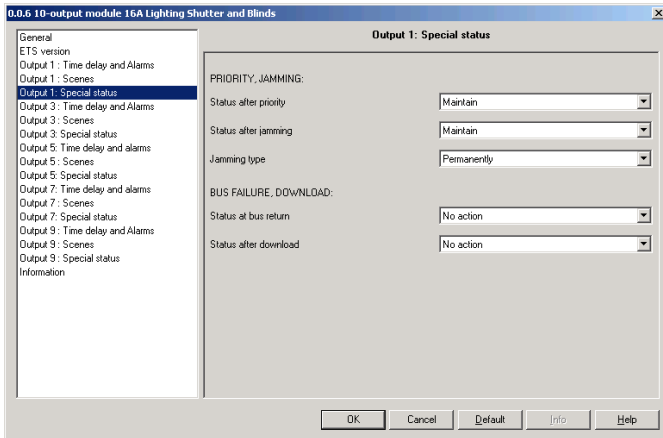 0.0.6 10-output module 16A Lighting Shutter and Blinds
General
ETS version
Output 1 : Time delay and Alarms
Output 1 : Scenes
Output 1: Special status
Output 3 : Time delay and Alarms
Output 3 : Scenes
Output 3: Special status
Output 5: Time delay and alarms
Output 5 : Scenes
Output 5: Special status
Output 7: Time delay and alarms
Output 7 : Scenes
Output 7: Special status
Output 9 : Time delay and Alarms
Output 9 : Scenes
Output 9 : Special status
Information
Output 1: Special status
PRIORITY, JAMMING:
Status after priority Maintain
Status after jamming Maintain
Jamming type Permanently
BUS FAILURE, DOWNLOAD:
Status at bus return No action
Status after download No action
OK Cancel Default Info Help